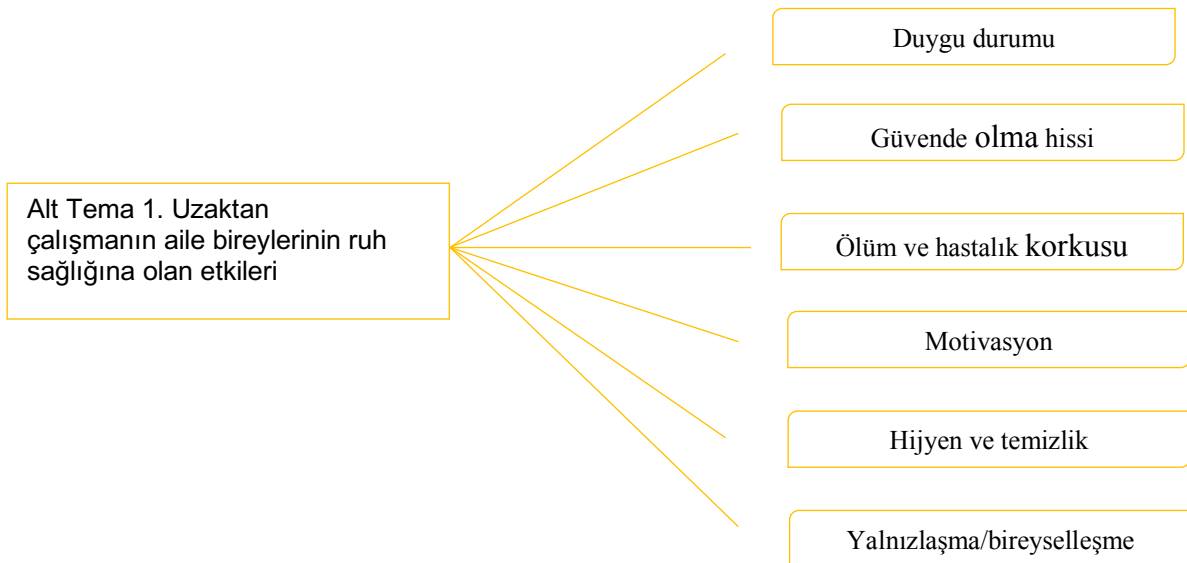 Alt Tema 1. Uzaktan
çalışmanın aile bireylerinin ruh
sağlığına olan etkileri
Duygu durumu
Güvende olma hissi
Ölüm ve hastalık korkusu
Motivasyon
Hijyen ve temizlik
Yalnızlaşma/bireyselleşme